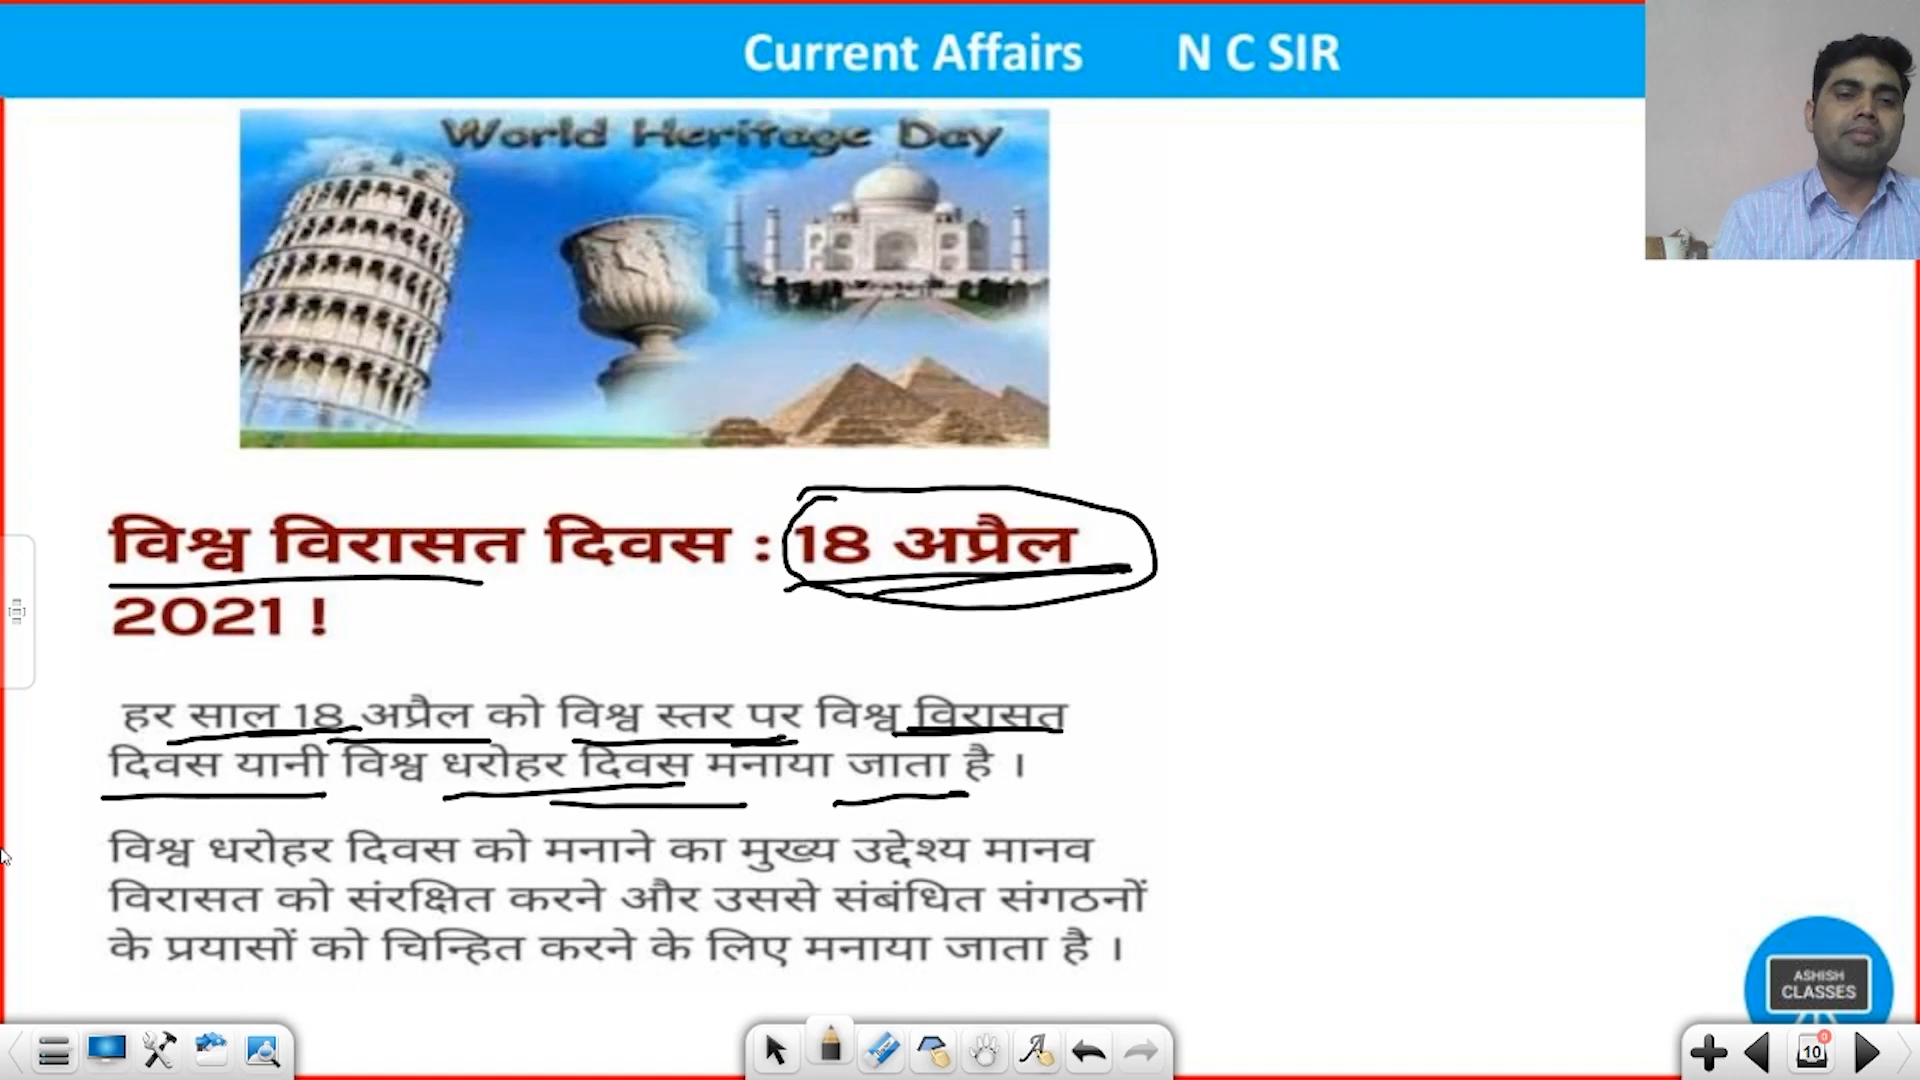 Current Affairs N C SIR
World Heritage Day
विश्व विरासत दिवस : 18 अप्रैल
2021 !
हर साल 18 अप्रैल को विश्व स्तर पर विश्व विरासत
दिवस यानी विश्व धरोहर दिवस मनाया जाता है ।
विश्व धरोहर दिवस को मनाने का मुख्य उद्देश्य मानव
विरासत को संरक्षित करने और उससे संबंधित संगठनों
के प्रयासों को चिन्हित करने के लिए मनाया जाता है ।
ASHISH
CLASSES
10
0